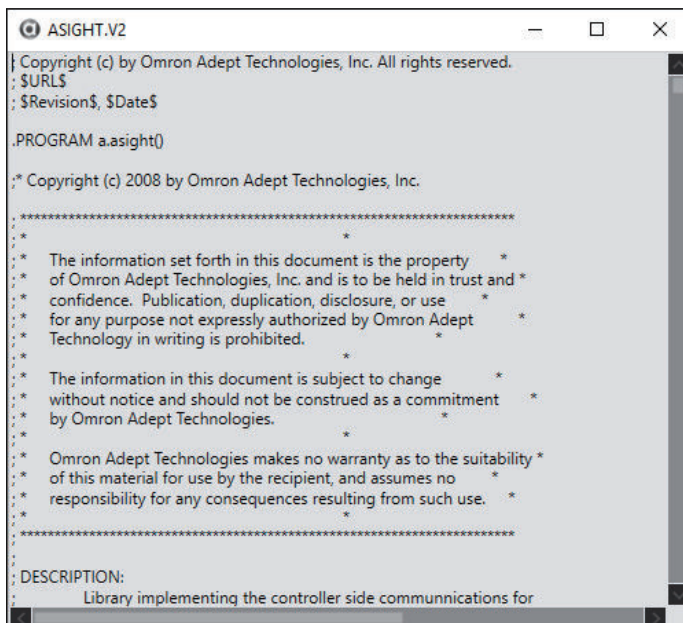 ASIGHT.V2
; Copyright (c) by Omron Adept Technologies, Inc. All rights reserved.
; $URL$
; $Revision$, $Date$
.PROGRAM a.asight()
;* Copyright (c) 2008 by Omron Adept Technologies, Inc.
; ************************************************************************
; * *
; * The information set forth in this document is the property *
; * of Omron Adept Technologies, Inc. and is to be held in trust and *
; * confidence. Publication, duplication, disclosure, or use *
; * for any purpose not expressly authorized by Omron Adept *
; * Technology in writing is prohibited. *
; * *
; * The information in this document is subject to change *
; * without notice and should not be construed as a commitment *
; * by Omron Adept Technologies. *
; * *
; * Omron Adept Technologies makes no warranty as to the suitability *
; * of this material for use by the recipient, and assumes no *
; * responsibility for any consequences resulting from such use. *
; * *
; ************************************************************************
;
; DESCRIPTION:
; Library implementing the controller side communnications for